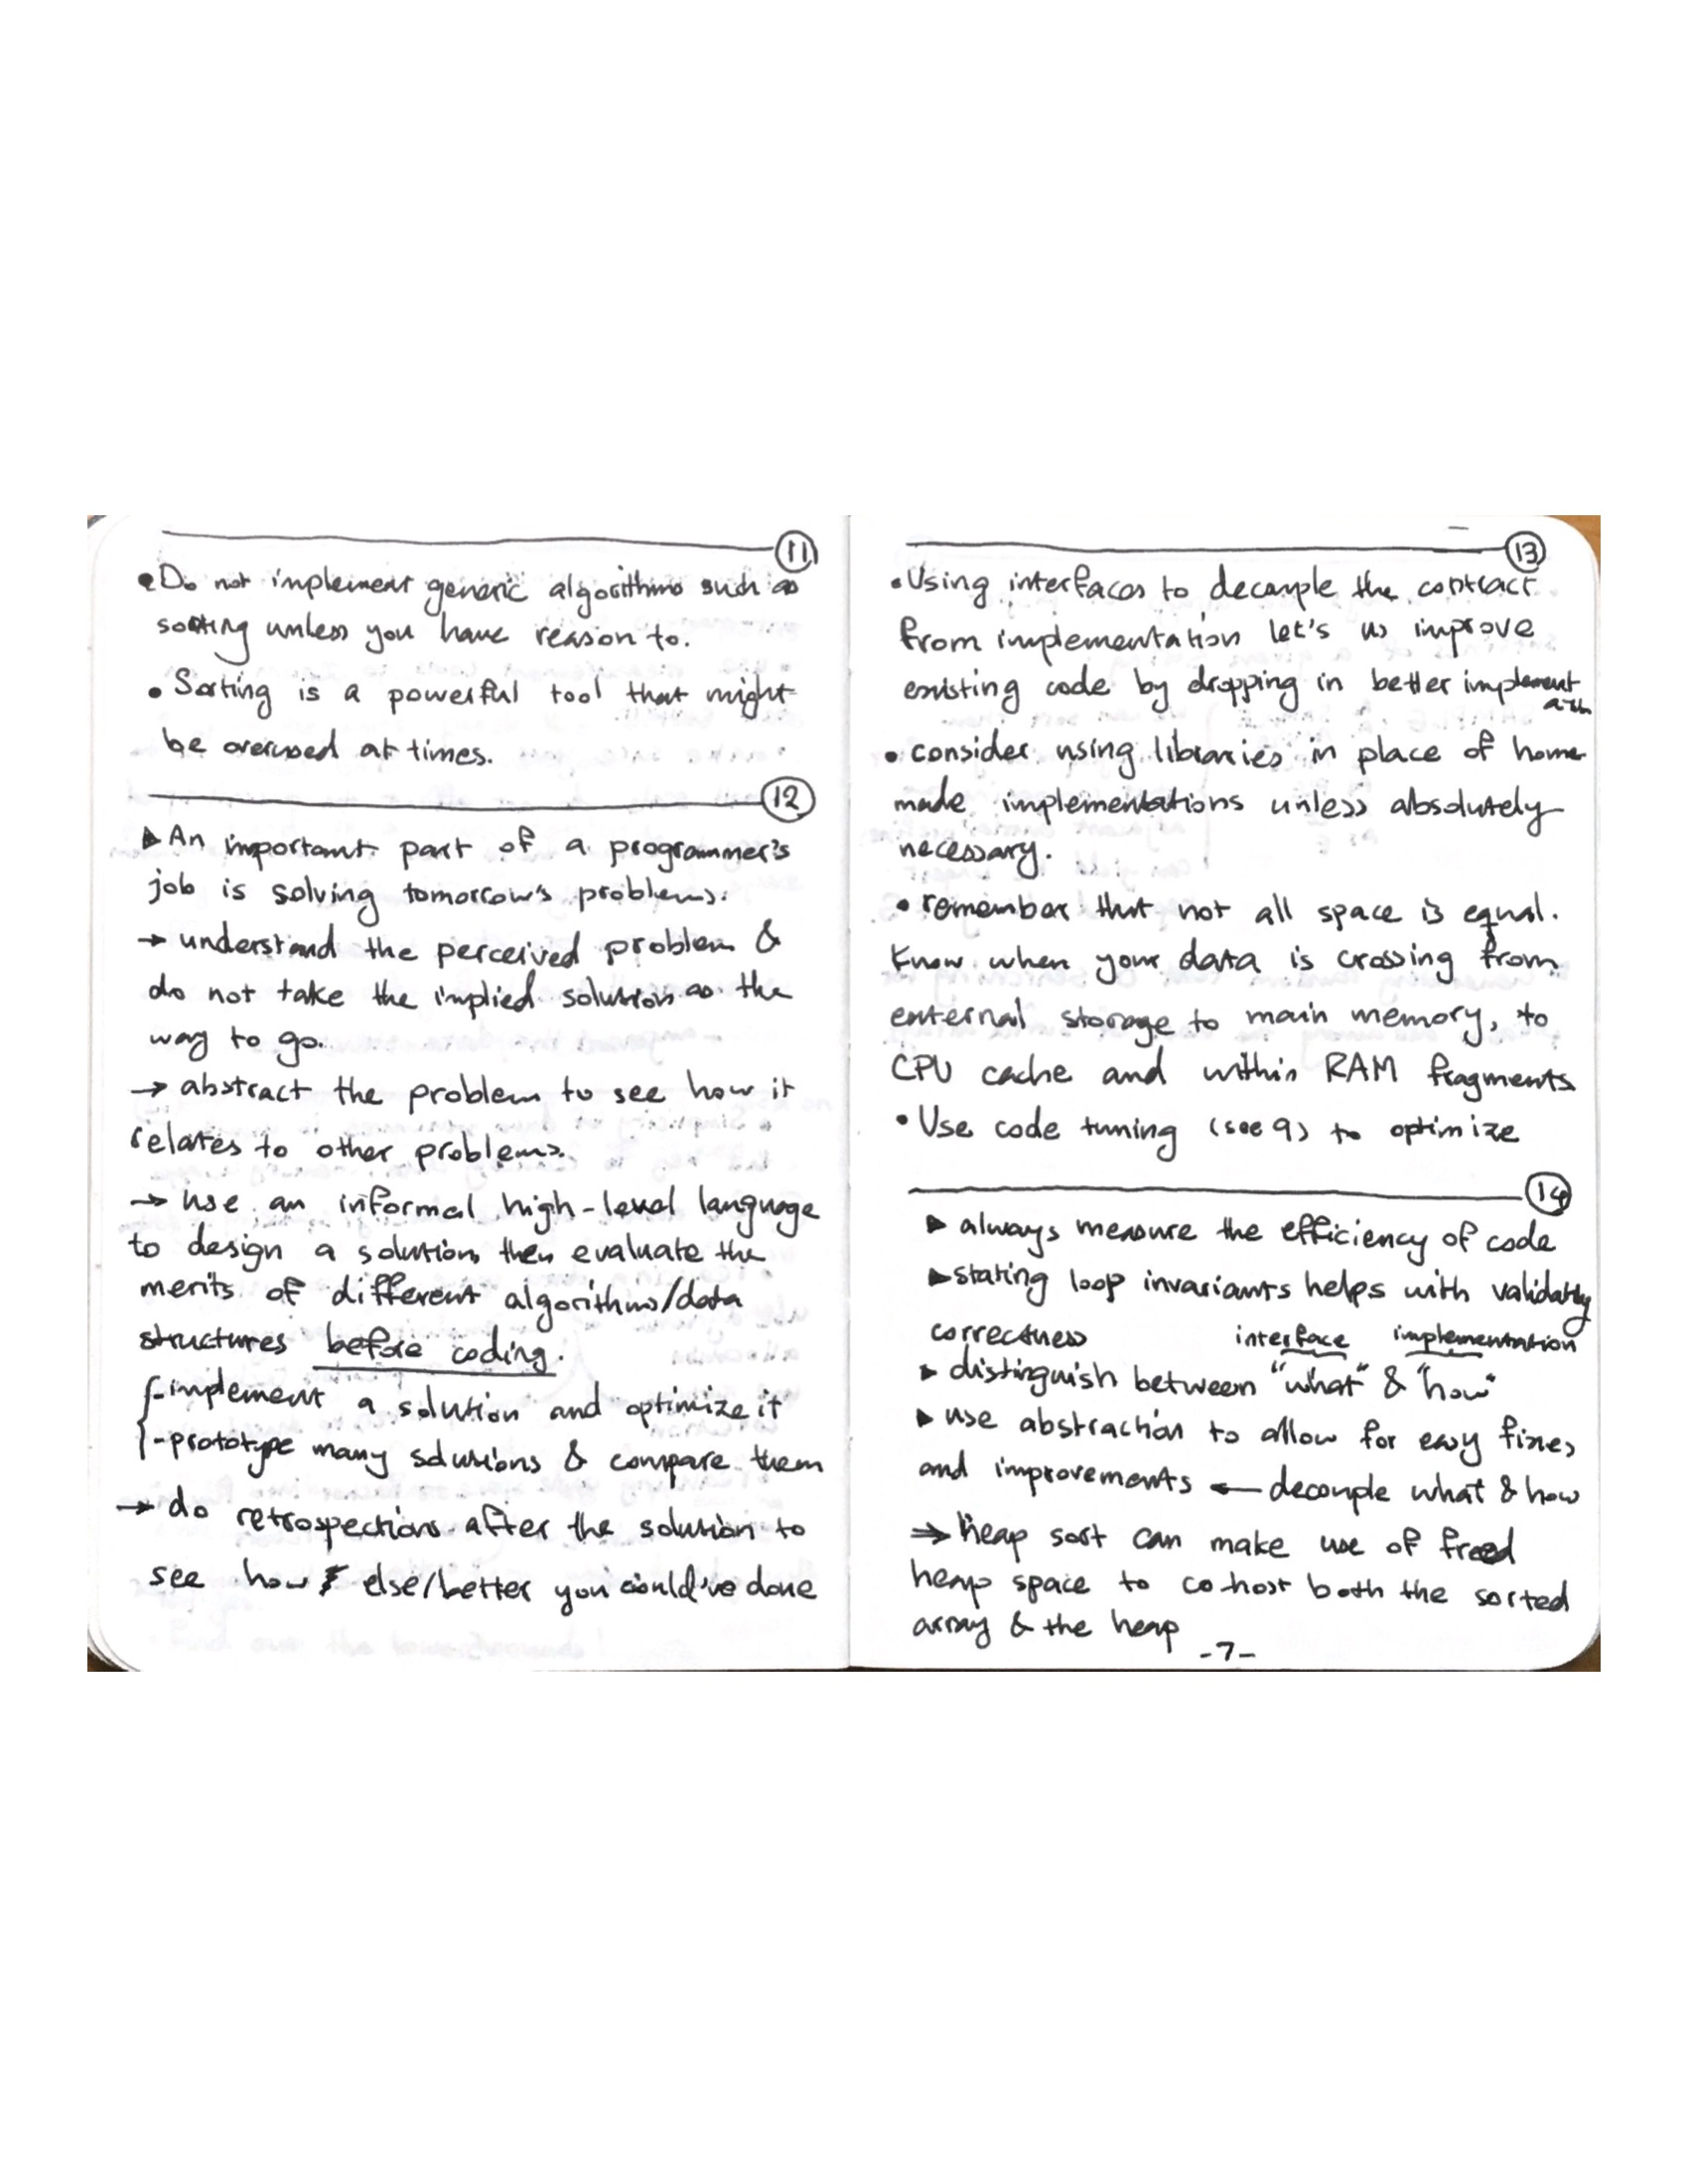 11
• Do not implement generic algorithms such as
sorting unless you have reason to.
• Sorting is a powerful tool that might
be overused at times.
12
▶ An important part of a programmer's
job is solving tomorrow's problems.
→ understand the perceived problem &
do not take the implied solution as the
way to go.
→ abstract the problem to see how it
relates to other problems.
→ use an informal high-level language
to design a solution, then evaluate the
merits of different algorithms/data
structures before coding.
- implement a solution and optimize it
- prototype many solutions & compare them
→ do retrospections after the solution to
see how else/better you could've done
13
• Using interfaces to decouple the contract
from implementation let's us improve
existing code by dropping in better implement
ation
• consider using libraries in place of home
made implementations unless absolutely
necessary.
• remember that not all space is equal.
Know when your data is crossing from
external storage to main memory, to
CPU cache and within RAM fragments
• Use code tuning (see 9) to optimize
14
▶ always measure the efficiency of code
▶ stating loop invariants helps with validating
correctness
interface implementation
▶ distinguish between "what" & "how"
▶ use abstraction to allow for easy fixes
and improvements ← decouple what & how
⇒ Heap sort can make use of freed
heap space to co-host both the sorted
array & the heap
-7-